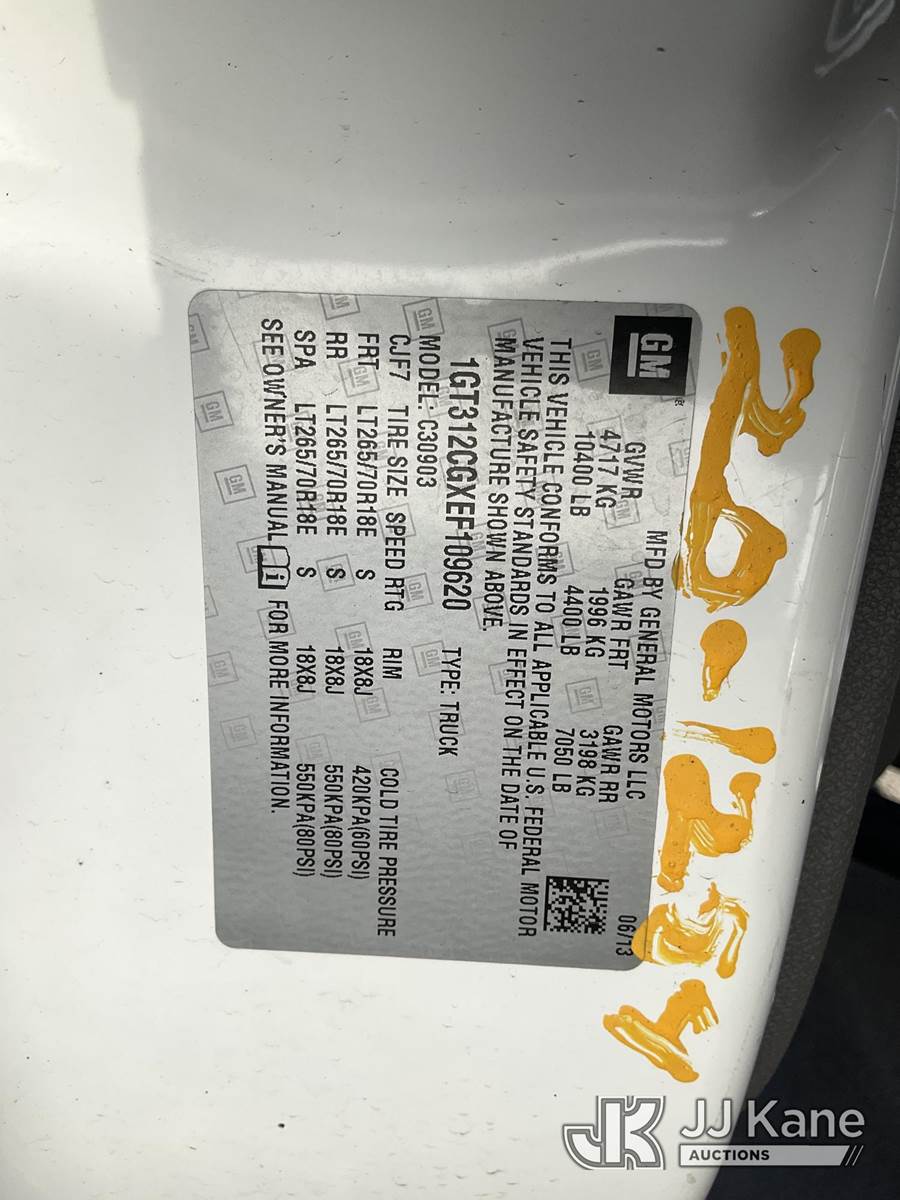 GM
MFD BY GENERAL MOTORS LLC 06/13
GVWR GAWR FRT GAWR RR
4717 KG 1996 KG 3198 KG
10400 LB 4400 LB 7050 LB
THIS VEHICLE CONFORMS TO ALL APPLICABLE U.S. FEDERAL MOTOR
VEHICLE SAFETY STANDARDS IN EFFECT ON THE DATE OF
MANUFACTURE SHOWN ABOVE.
1GT312CGXEF109620 TYPE: TRUCK
MODEL: C30903
CJF7 TIRE SIZE SPEED RTG RIM COLD TIRE PRESSURE
FRT LT265/70R18E S 18X8J 420KPA(60PSI)
RR LT265/70R18E S 18X8J 550KPA(80PSI)
SPA LT265/70R18E S 18X8J 550KPA(80PSI)
SEE OWNER'S MANUAL FOR MORE INFORMATION.
JK JJ Kane
AUCTIONS